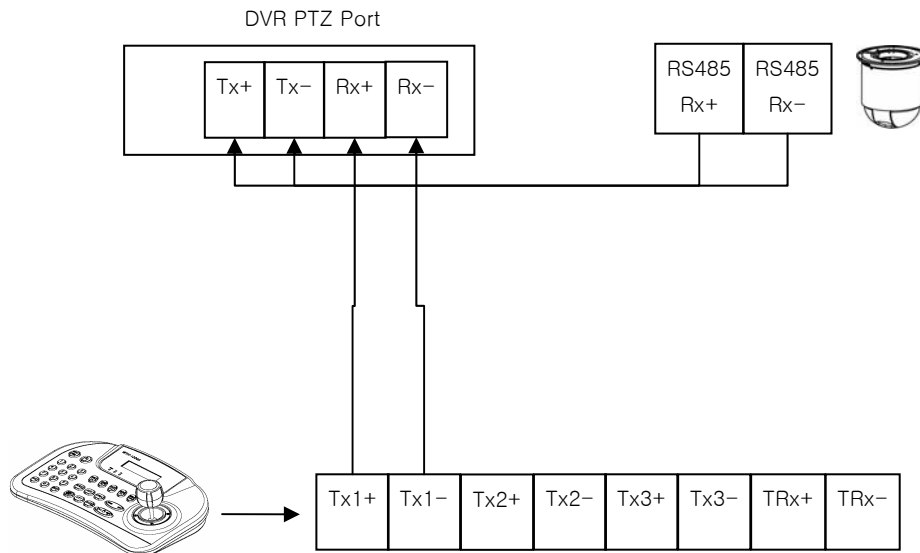 DVR PTZ Port
Tx+ Tx- Rx+ Rx-
RS485 RS485
Rx+ Rx-
Tx1+ Tx1- Tx2+ Tx2- Tx3+ Tx3- TRx+ TRx-